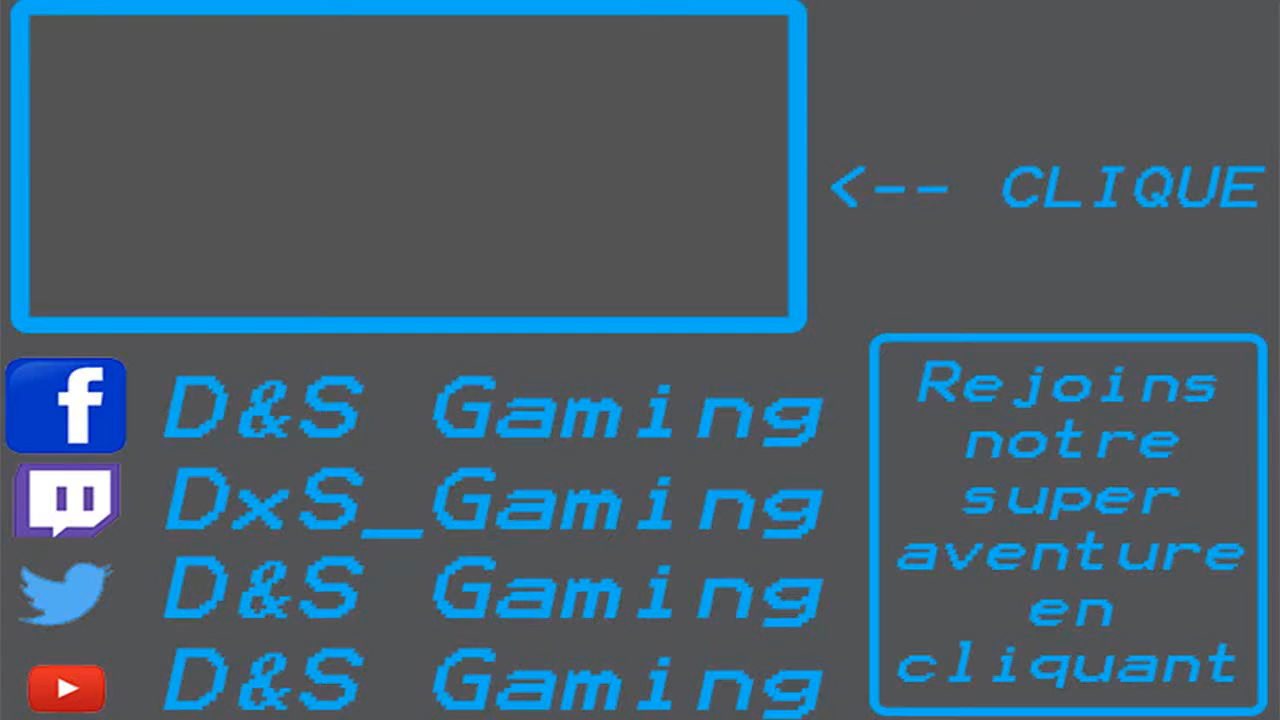 <-- CLIQUE
D&S Gaming
DxS_Gaming
D&S Gaming
D&S Gaming
Rejoins
notre
super
aventure
en
cliquant